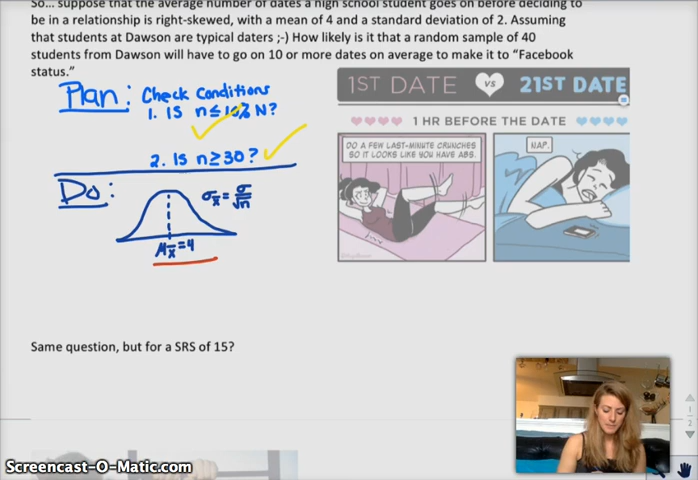 So... suppose that the average number of dates a high school student goes on before deciding to
be in a relationship is right-skewed, with a mean of 4 and a standard deviation of 2. Assuming
that students at Dawson are typical daters ;-) How likely is it that a random sample of 40
students from Dawson will have to go on 10 or more dates on average to make it to “Facebook
status.”
Plan: Check Conditions
1. Is n ≤ 10% N?
2. Is n ≥ 30?
Do:
σx̄ = σ/√n
μx̄ = 4
1ST DATE VS 21ST DATE
1 HR BEFORE THE DATE
DO A FEW LAST-MINUTE CRUNCHES
SO IT LOOKS LIKE YOU HAVE ABS.
NAP.
Same question, but for a SRS of 15?
1
2
Screencast-O-Matic.com